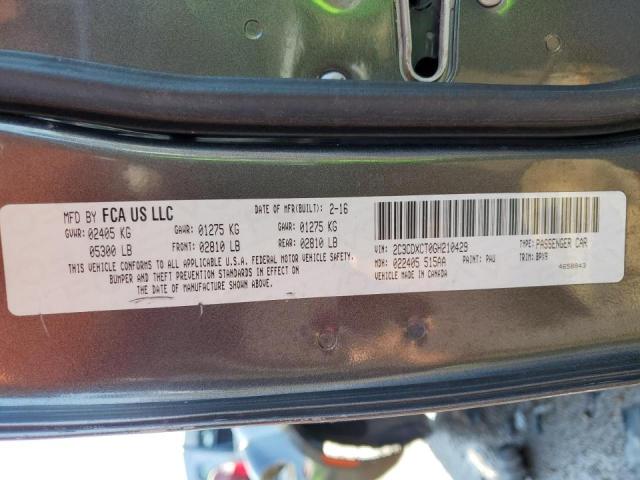 MFD BY FCA US LLC DATE OF MFR(BUILT): 2-16
GVWR: 02405 KG GAWR: 01275 KG GAWR: 01275 KG
05300 LB FRONT: 02810 LB REAR: 02810 LB
THIS VEHICLE CONFORMS TO ALL APPLICABLE U.S.A. FEDERAL MOTOR VEHICLE SAFETY,
BUMPER AND THEFT PREVENTION STANDARDS IN EFFECT ON
THE DATE OF MANUFACTURE SHOWN ABOVE.
VIN: 2C3CDXCT0GH210429 TYPE: PASSENGER CAR
MDH: 022405 515AA PAINT: PAU TRIM: BPX9
VEHICLE MADE IN CANADA 4658843